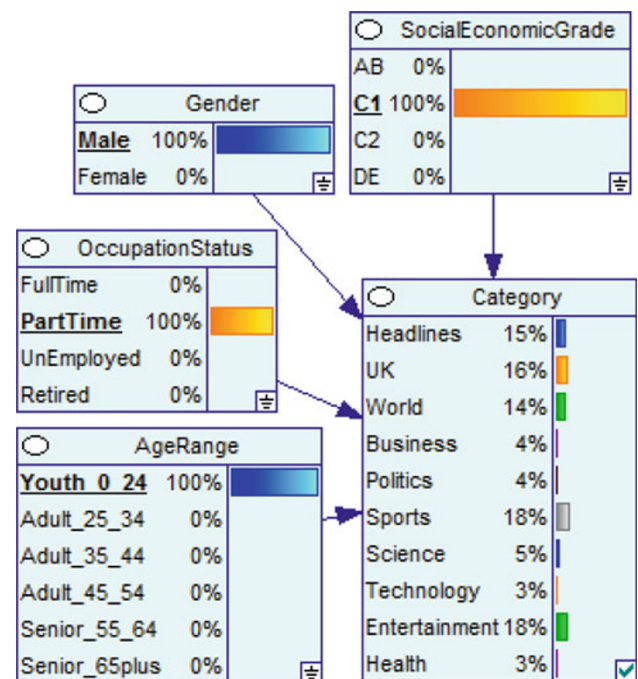 SocialEconomicGrade
AB 0%
C1 100%
C2 0%
DE 0%
Gender
Male 100%
Female 0%
OccupationStatus
FullTime 0%
PartTime 100%
UnEmployed 0%
Retired 0%
AgeRange
Youth_0_24 100%
Adult_25_34 0%
Adult_35_44 0%
Adult_45_54 0%
Senior_55_64 0%
Senior_65plus 0%
Category
Headlines 15%
UK 16%
World 14%
Business 4%
Politics 4%
Sports 18%
Science 5%
Technology 3%
Entertainment 18%
Health 3%